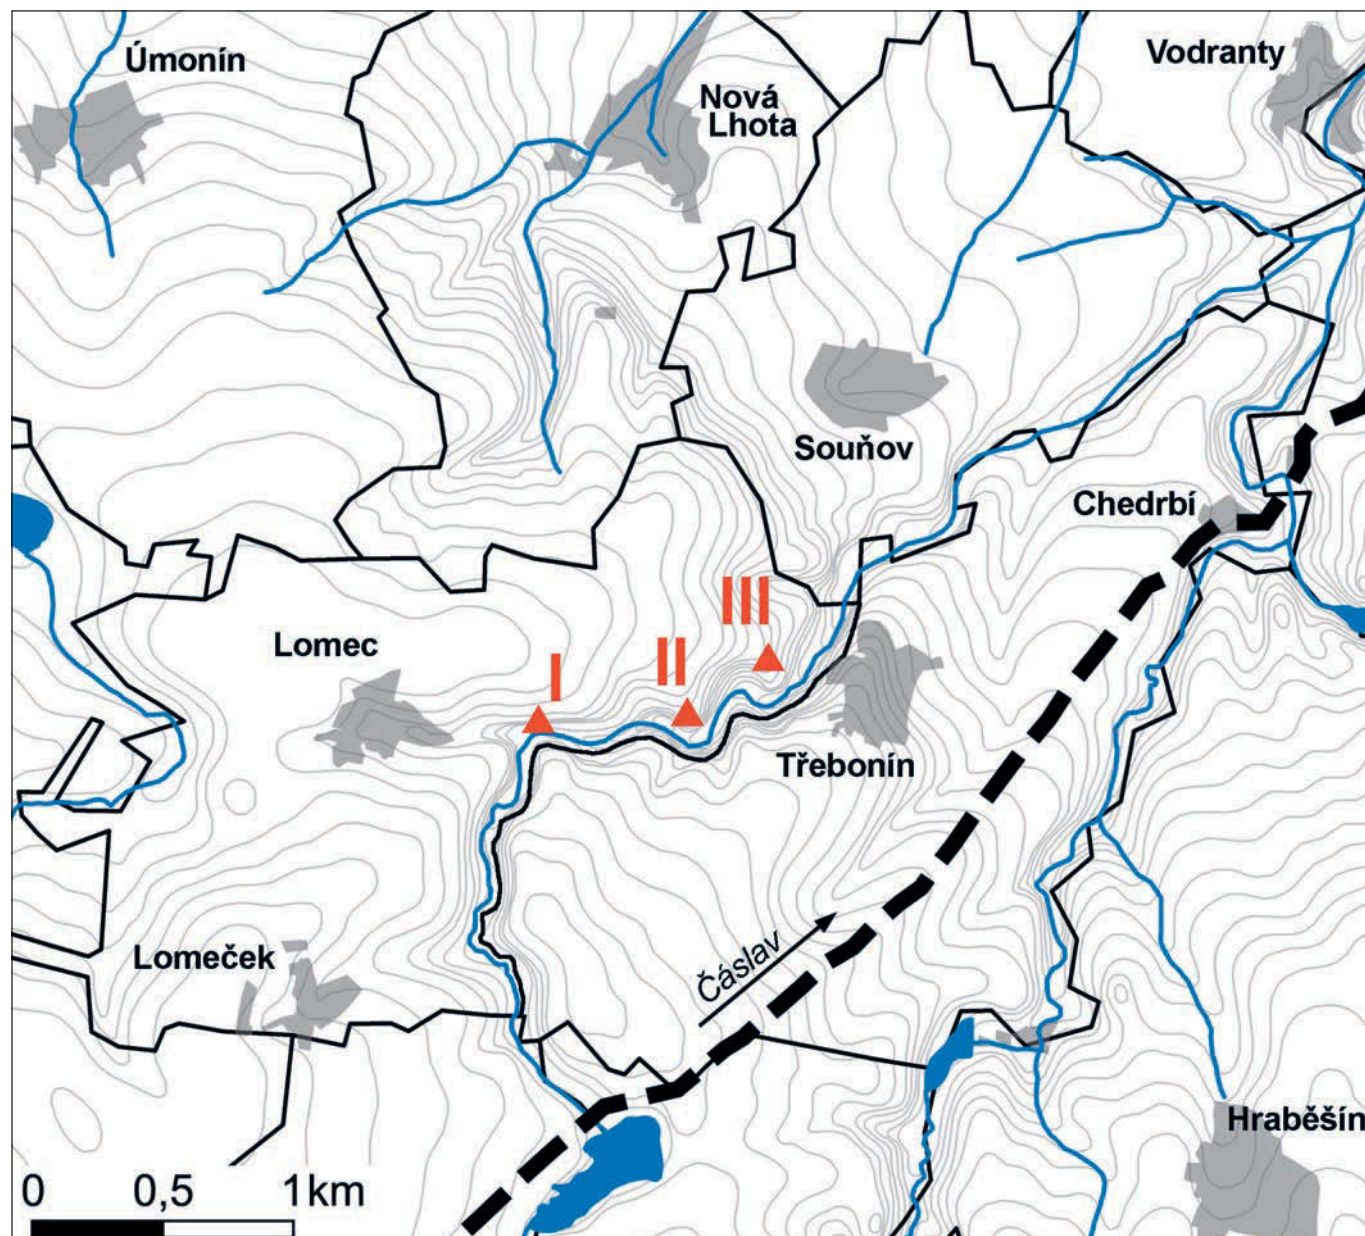 Úmonín
Nová
Lhota
Vodranty
Souňov
Chedrbí
III
Lomec
II
I
Třebonín
Čáslav
Lomeček
Hraběšín
0 0,5 1km